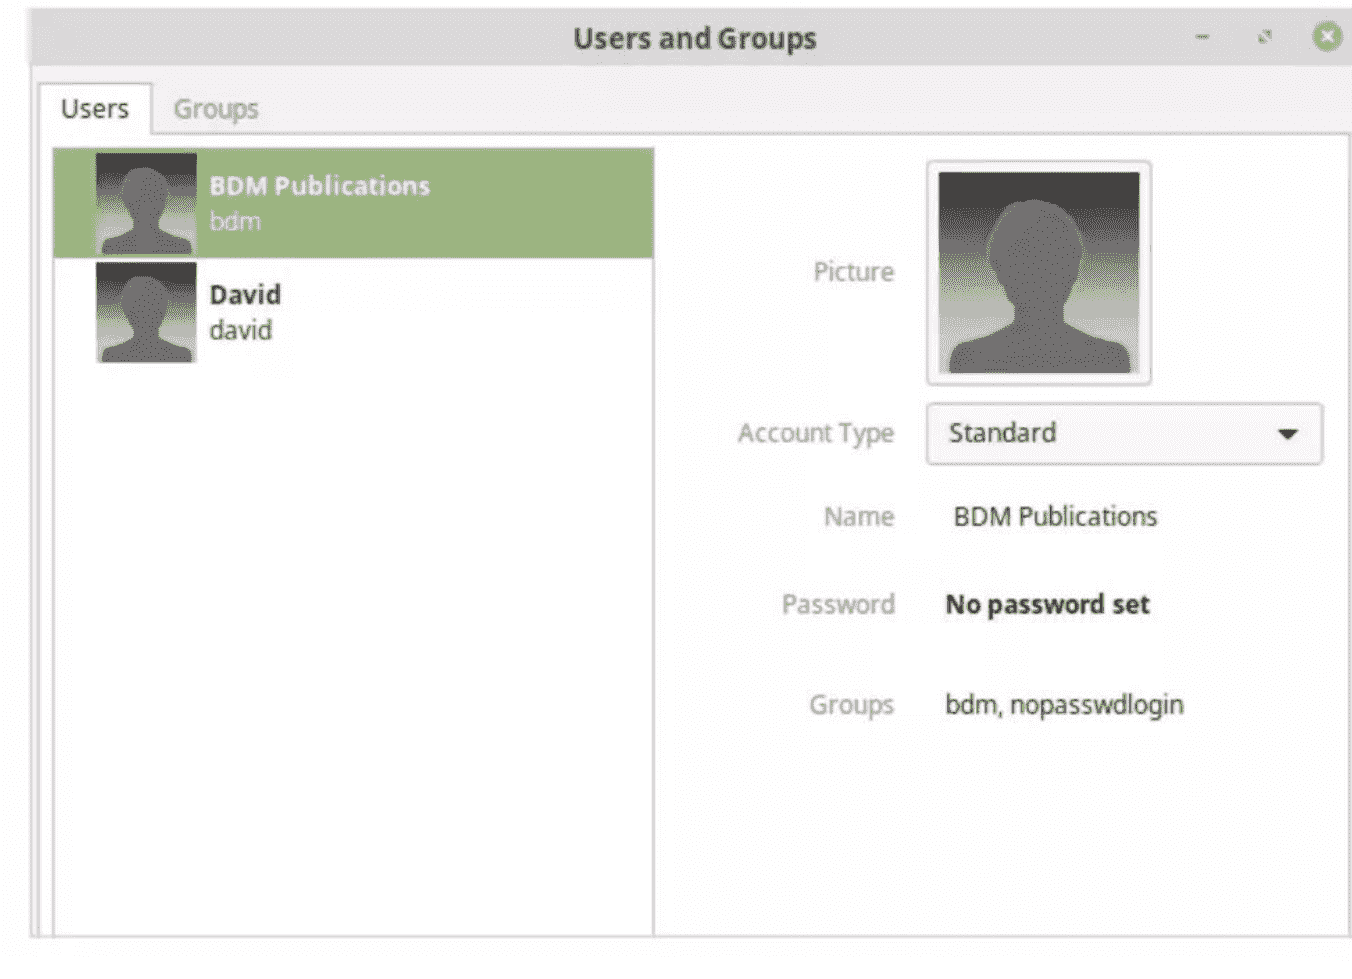 Users and Groups
Users
Groups
BDM Publications
bdm
David
david
Picture
Account Type
Standard
Name
BDM Publications
Password
No password set
Groups
bdm, nopasswdlogin